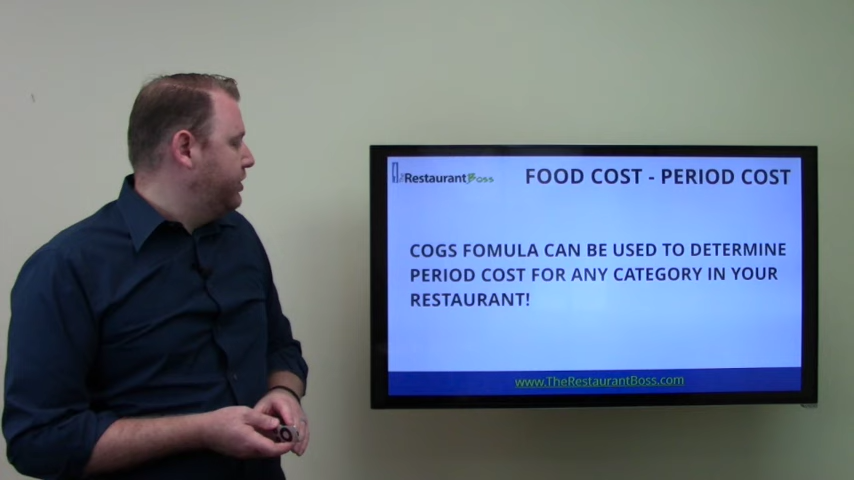 theRestaurantBoss
FOOD COST - PERIOD COST
COGS FOMULA CAN BE USED TO DETERMINE
PERIOD COST FOR ANY CATEGORY IN YOUR
RESTAURANT!
www.TheRestaurantBoss.com